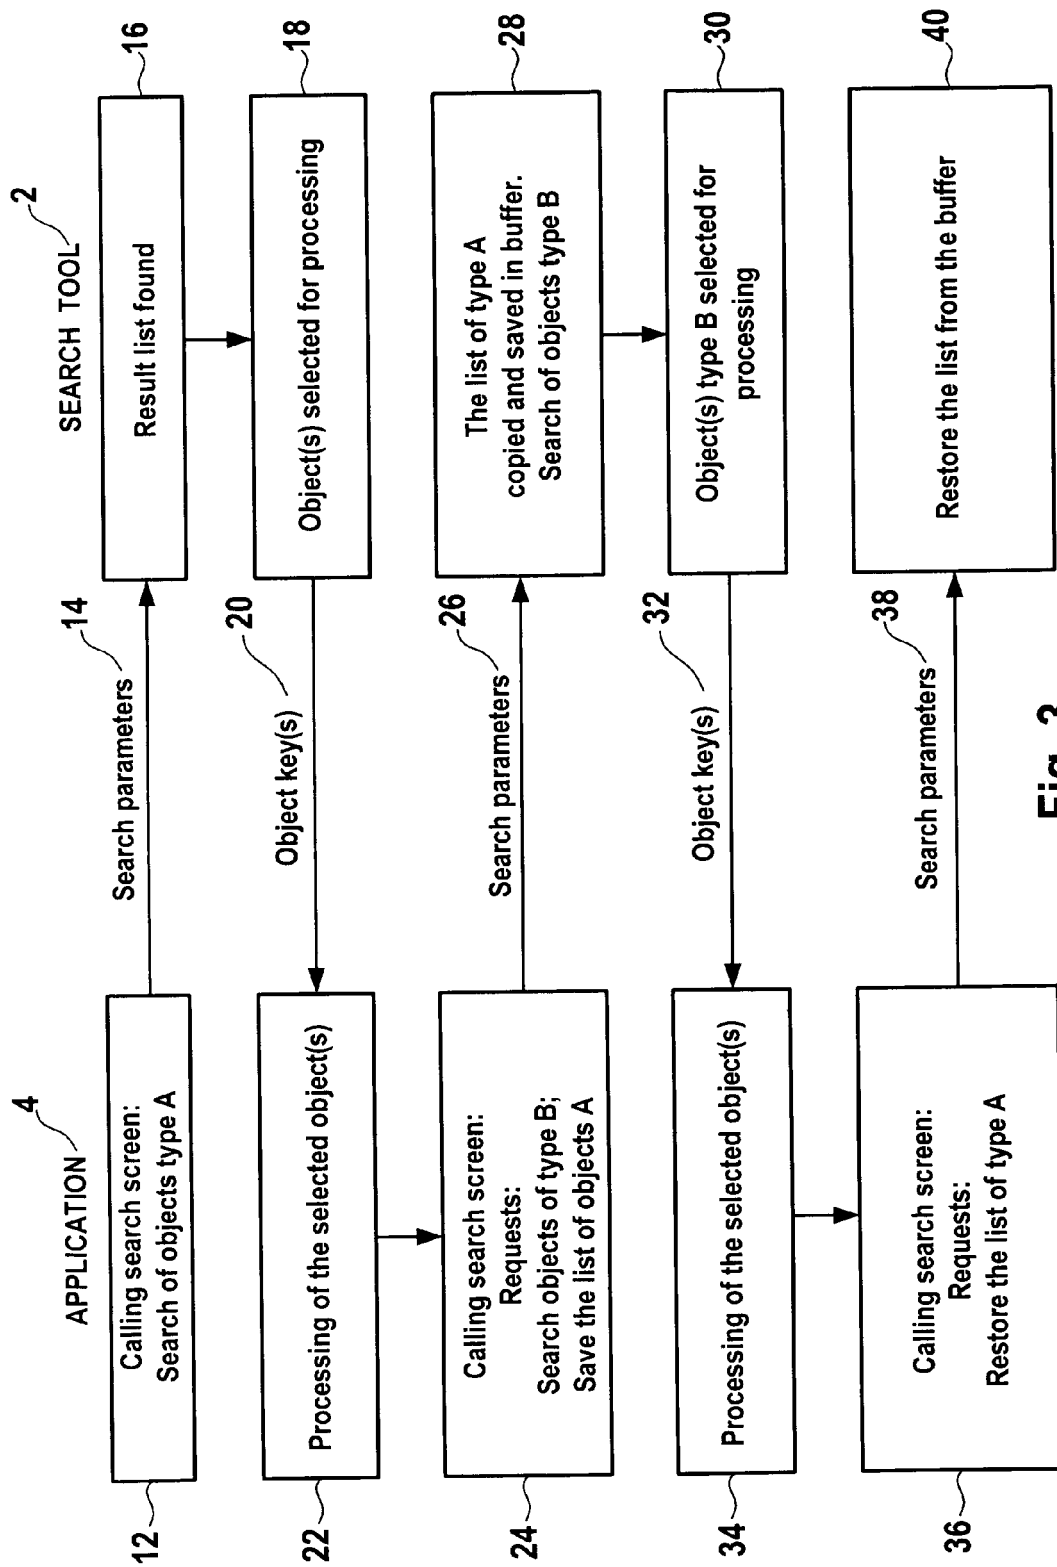 APPLICATION
4
SEARCH TOOL
2
12
Calling search screen:
Search of objects type A
Search parameters
14
Result list found
16
Object(s) selected for processing
18
Object key(s)
20
22
Processing of the selected object(s)
24
Calling search screen:
Requests:
Search objects of type B;
Save the list of objects A
Search parameters
26
The list of type A
copied and saved in buffer.
Search of objects type B
28
Object(s) type B selected for
processing
30
Object key(s)
32
34
Processing of the selected object(s)
36
Calling search screen:
Requests:
Restore the list of type A
Search parameters
38
Restore the list from the buffer
40
Fig.